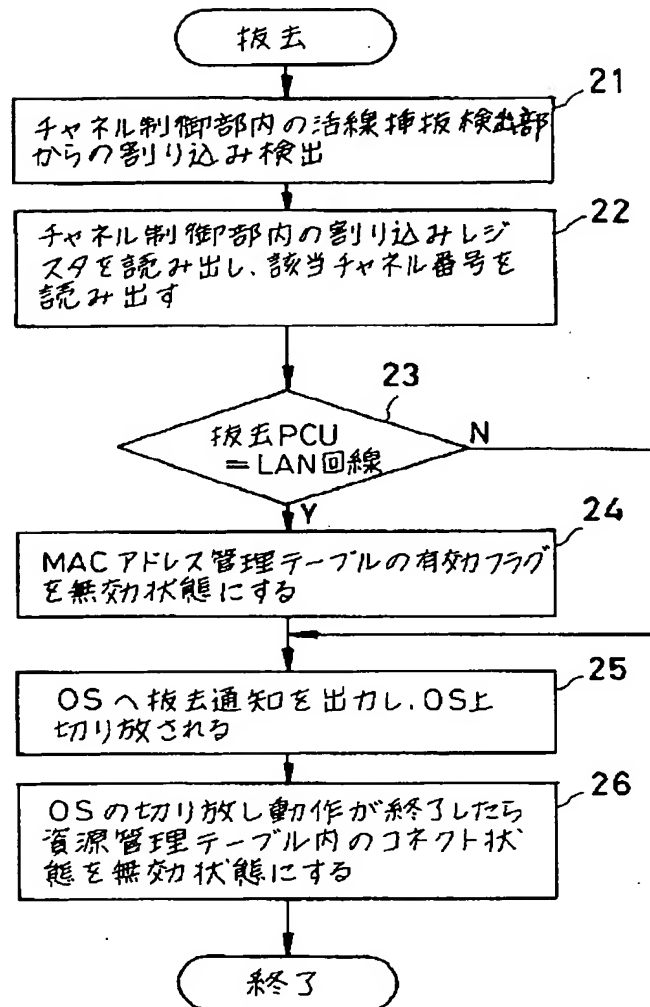 抜去
21
チャネル制御部内の活線挿抜検出部
からの割り込み検出
22
チャネル制御部内の割り込みレジ
スタを読み出し、該当チャネル番号を
読み出す
23
抜去PCU
=LAN回線
N
Y
24
MACアドレス管理テーブルの有効フラグ
を無効状態にする
25
OSへ抜去通知を出力し、OS上
切り放される
26
OSの切り放し動作が終了したら
資源管理テーブル内のコネクト状
態を無効状態にする
終了